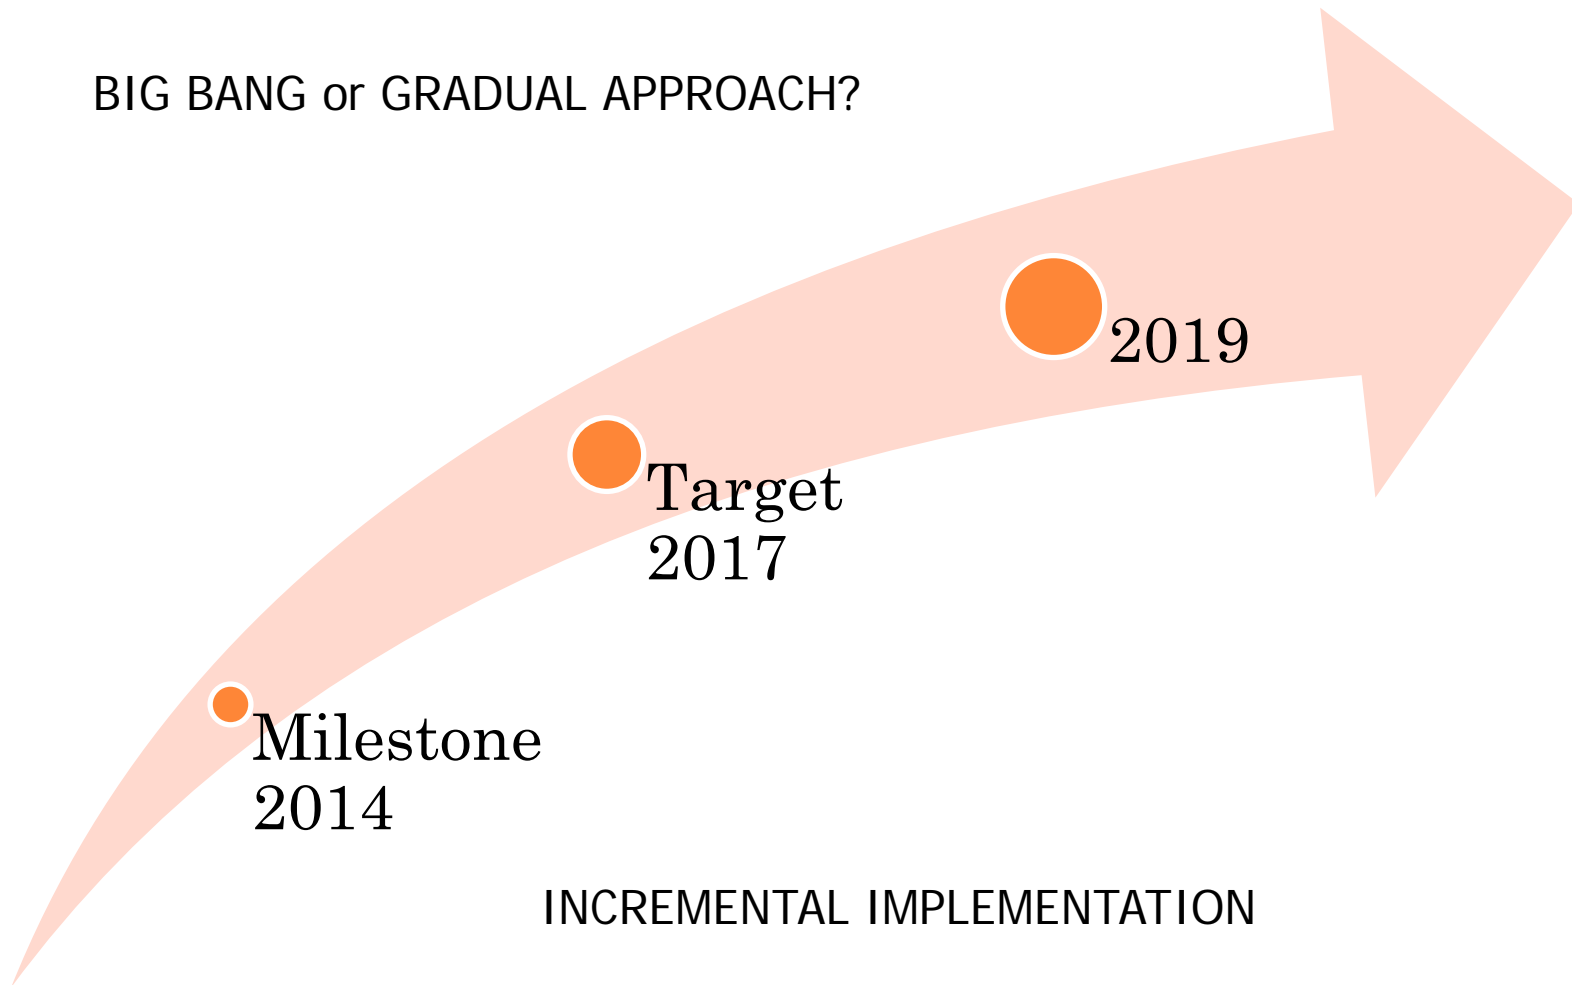 BIG BANG or GRADUAL APPROACH?
2019
Target
2017
Milestone
2014
INCREMENTAL IMPLEMENTATION